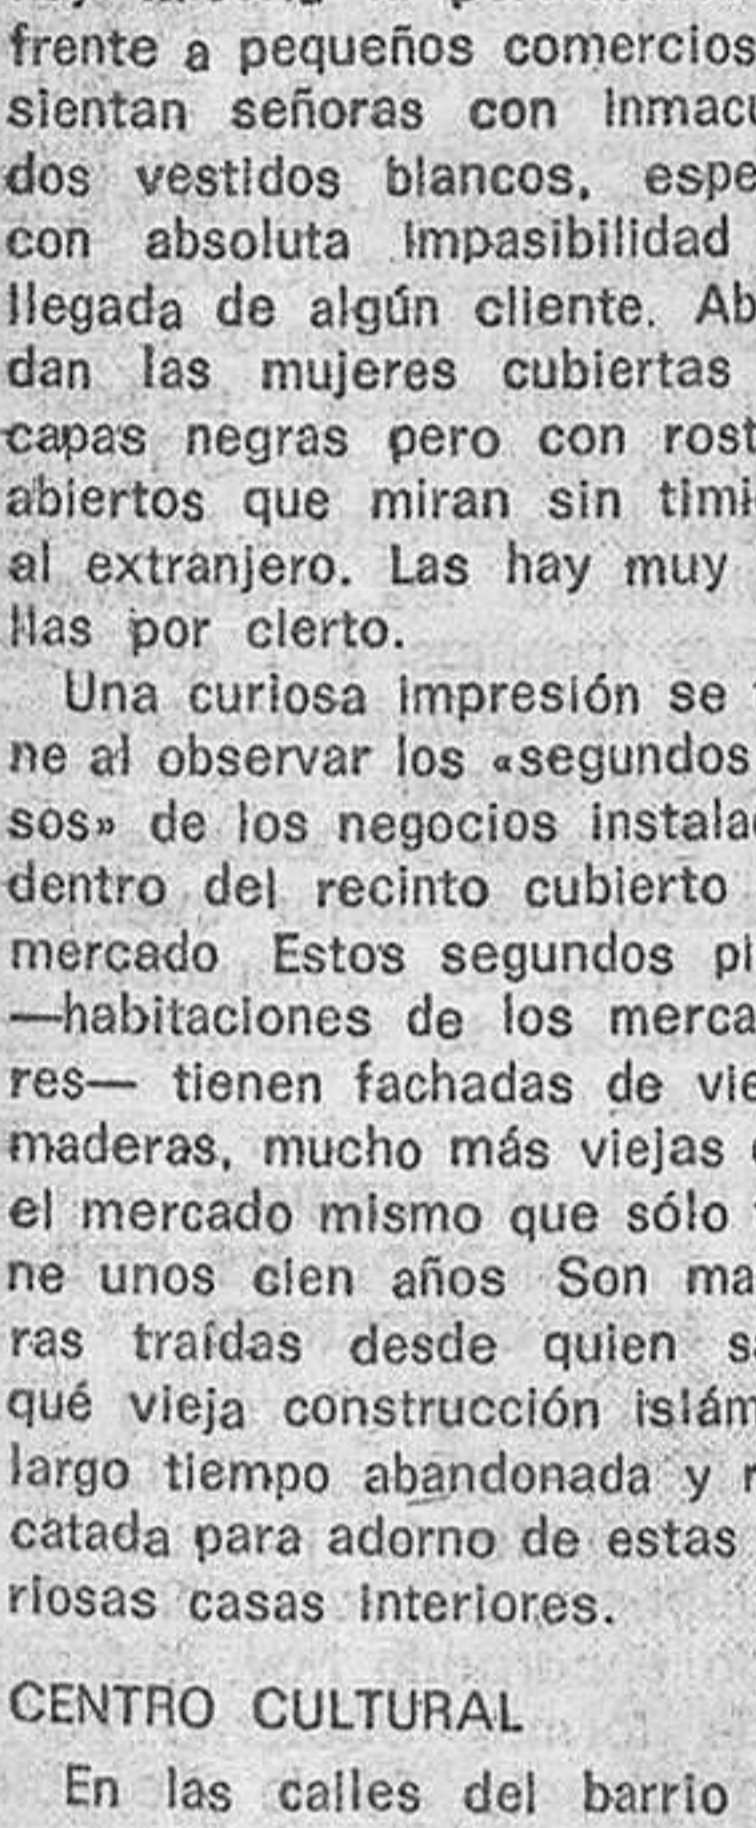 frente a pequeños comercios
sientan señoras con inmacu
dos vestidos blancos, espe
con absoluta impasibilidad
llegada de algún cliente. Ab
dan las mujeres cubiertas
capas negras pero con rost
abiertos que miran sin timi
al extranjero. Las hay muy
llas por cierto.
Una curiosa impresión se
ne al observar los «segundos
sos» de los negocios instala
dentro del recinto cubierto
mercado Estos segundos pi
—habitaciones de los merca
res— tienen fachadas de vie
maderas, mucho más viejas
el mercado mismo que sólo
ne unos cien años Son ma
ras traídas desde quien sa
qué vieja construcción islám
largo tiempo abandonada y r
catada para adorno de estas
riosas casas interiores.
CENTRO CULTURAL
En las calles del barrio